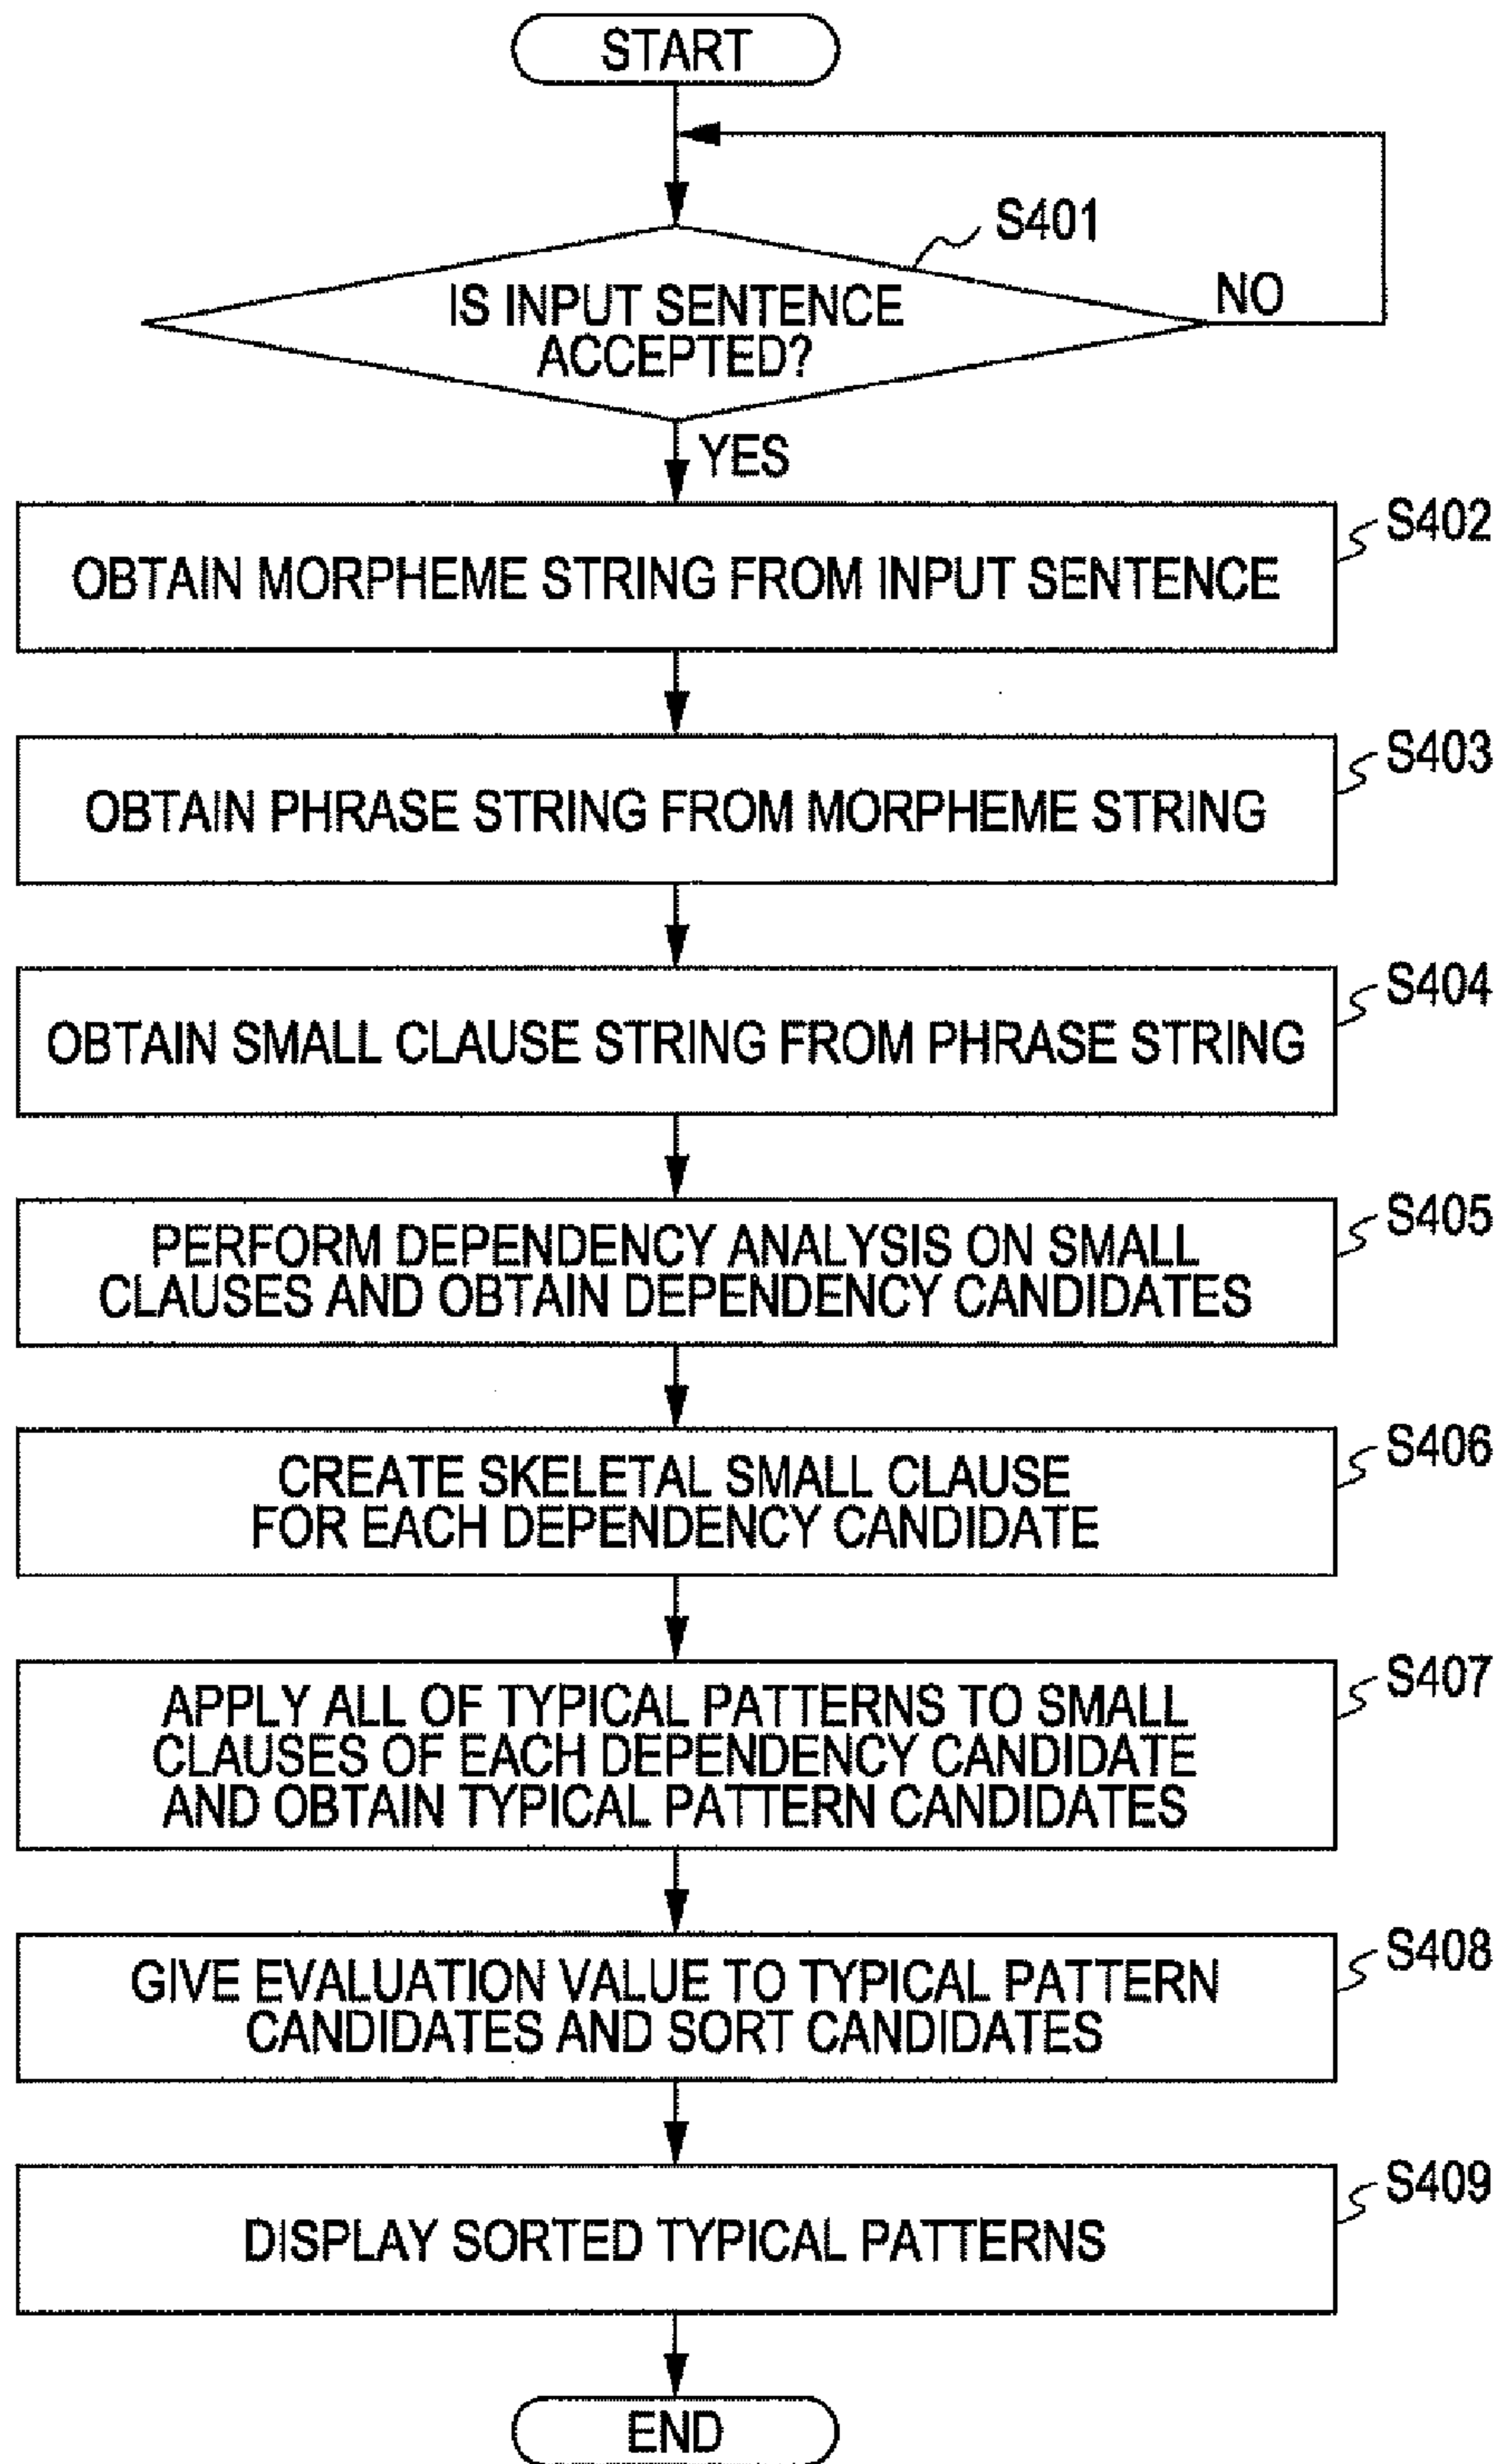 START
S401
IS INPUT SENTENCE
ACCEPTED?
NO
YES
S402
OBTAIN MORPHEME STRING FROM INPUT SENTENCE
S403
OBTAIN PHRASE STRING FROM MORPHEME STRING
S404
OBTAIN SMALL CLAUSE STRING FROM PHRASE STRING
S405
PERFORM DEPENDENCY ANALYSIS ON SMALL
CLAUSES AND OBTAIN DEPENDENCY CANDIDATES
S406
CREATE SKELETAL SMALL CLAUSE
FOR EACH DEPENDENCY CANDIDATE
S407
APPLY ALL OF TYPICAL PATTERNS TO SMALL
CLAUSES OF EACH DEPENDENCY CANDIDATE
AND OBTAIN TYPICAL PATTERN CANDIDATES
S408
GIVE EVALUATION VALUE TO TYPICAL PATTERN
CANDIDATES AND SORT CANDIDATES
S409
DISPLAY SORTED TYPICAL PATTERNS
END